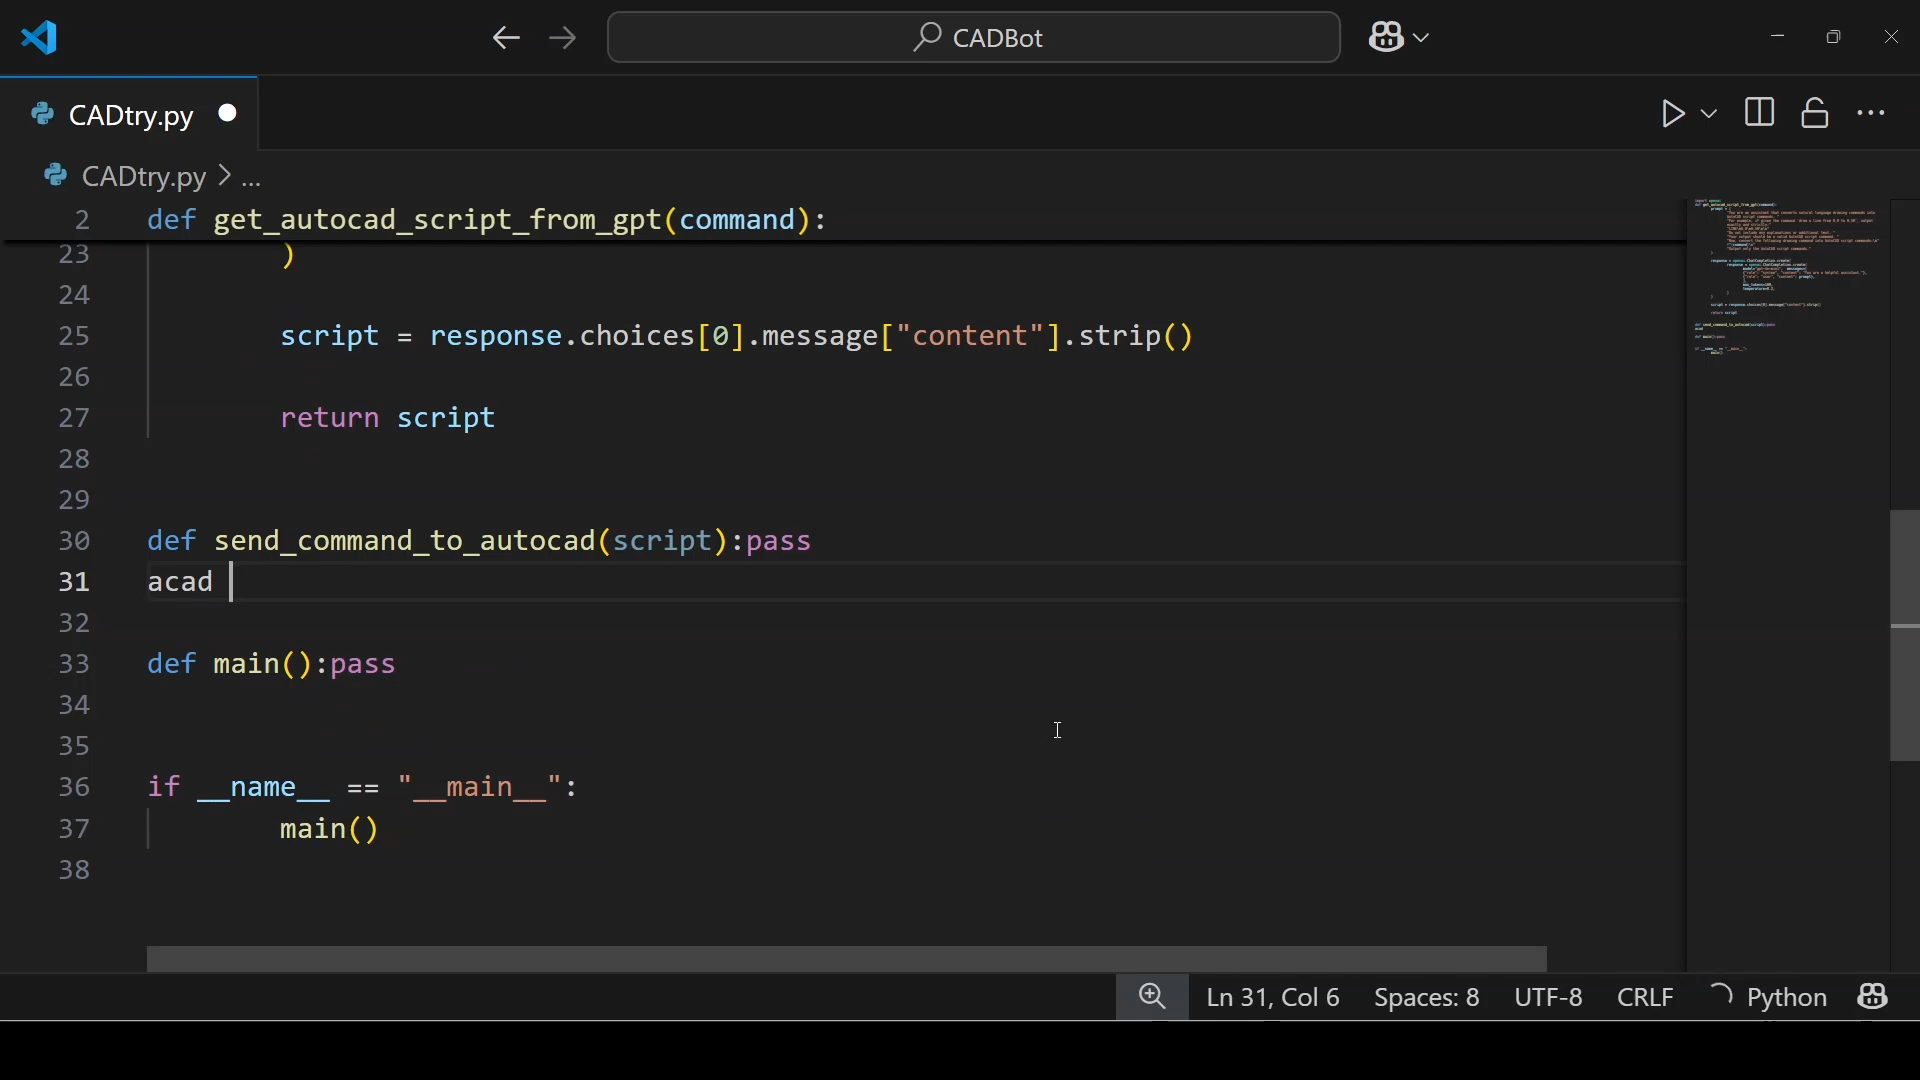 CADBot
CADtry.py
CADtry.py > ...
2 def get_autocad_script_from_gpt(command):
23 )
24
25 script = response.choices[0].message["content"].strip()
26
27 return script
28
29
30 def send_command_to_autocad(script):pass
31 acad
32
33 def main():pass
34
35
36 if __name__ == "__main__":
37 main()
38
Ln 31, Col 6 Spaces: 8 UTF-8 CRLF Python